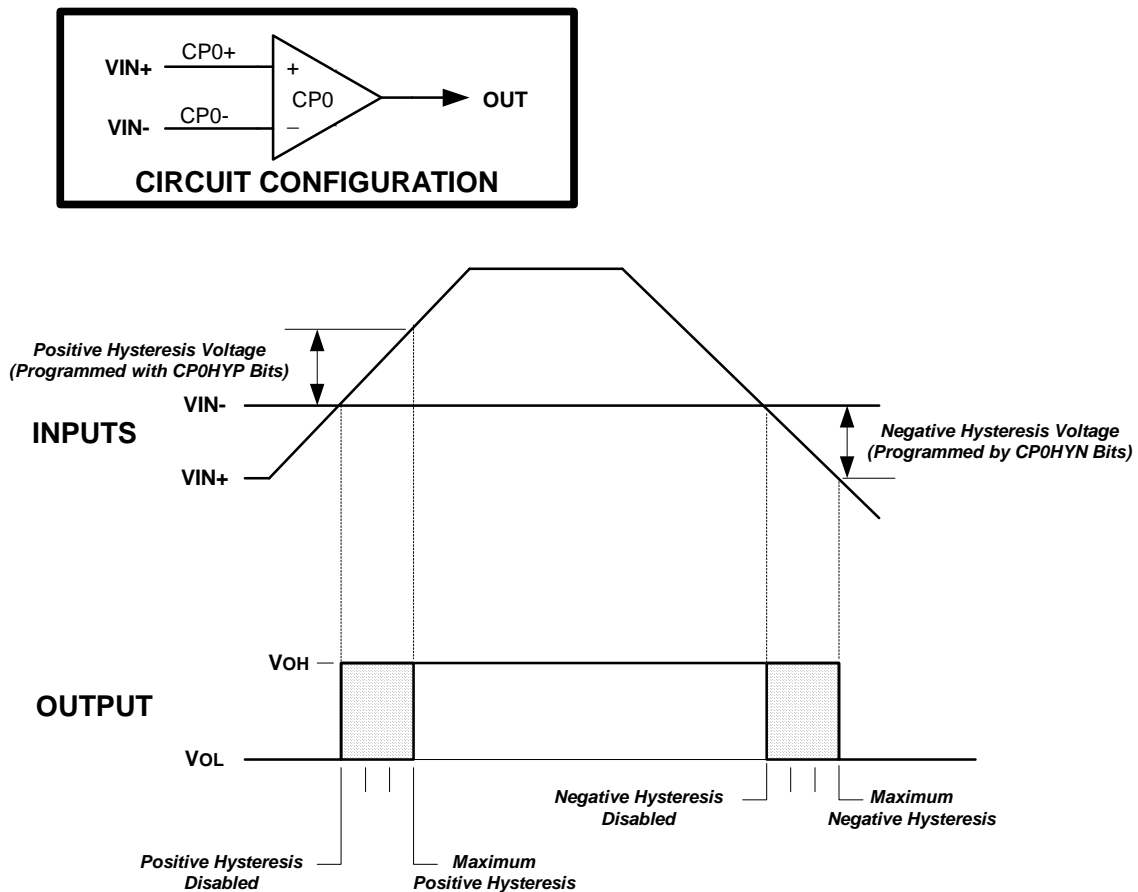 VIN+
CP0+
+
CP0
OUT
VIN-
CP0-
−
CIRCUIT CONFIGURATION
Positive Hysteresis Voltage
(Programmed with CP0HYP Bits)
VIN-
INPUTS
Negative Hysteresis Voltage
(Programmed by CP0HYN Bits)
VIN+
VOH
OUTPUT
VOL
Negative Hysteresis
Disabled
Maximum
Negative Hysteresis
Positive Hysteresis
Disabled
Maximum
Positive Hysteresis